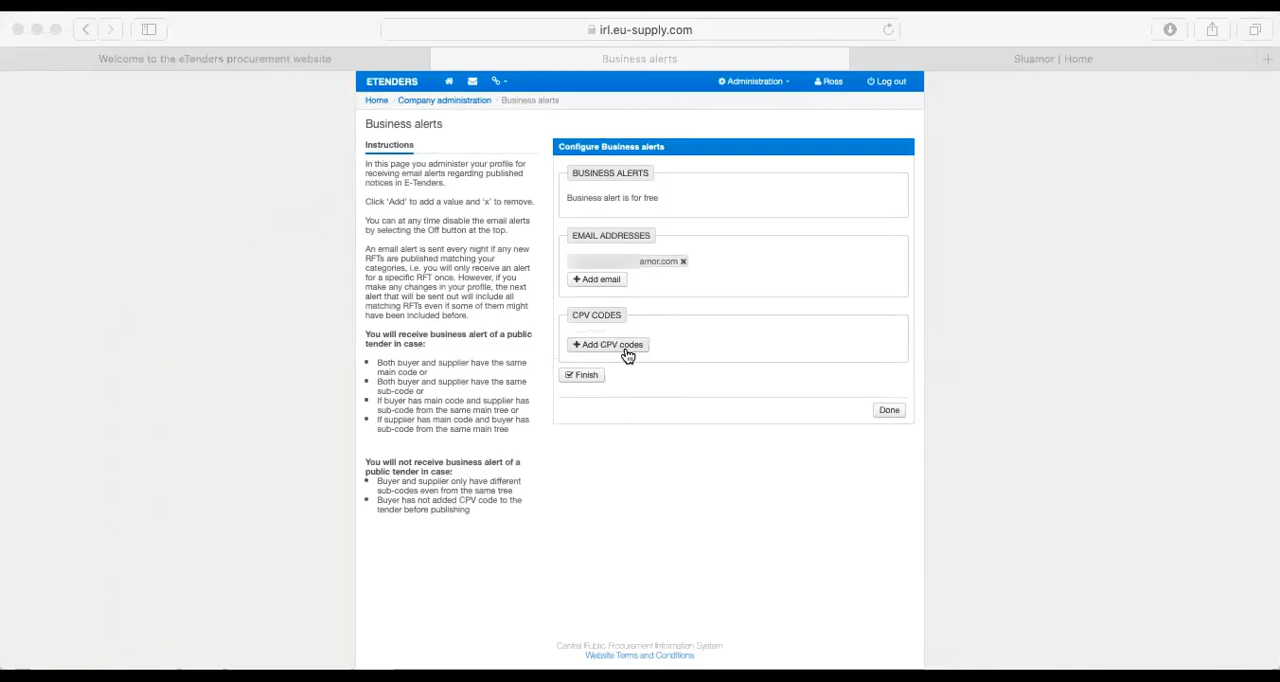 irl.eu-supply.com
Welcome to the eTenders procurement website
Business alerts
Sluamor | Home
ETENDERS
Administration
Ross
Log out
Home / Company administration / Business alerts
Business alerts
Instructions
In this page you administer your profile for
receiving email alerts regarding published
notices in E-Tenders.
Click 'Add' to add a value and 'x' to remove.
You can at any time disable the email alerts
by selecting the Off button at the top.
An email alert is sent every night if any new
RFTs are published matching your
categories, i.e. you will only receive an alert
for a specific RFT once. However, if you
make any changes in your profile, the next
alert that will be sent out will include all
matching RFTs even if some of them might
have been included before.
You will receive business alert of a public
tender in case:
Both buyer and supplier have the same
main code or
Both buyer and supplier have the same
sub-code or
If buyer has main code and supplier has
sub-code from the same main tree or
If supplier has main code and buyer has
sub-code from the same main tree
You will not receive business alert of a
public tender in case:
Buyer and supplier only have different
sub-codes even from the same tree
Buyer has not added CPV code to the
tender before publishing
Configure Business alerts
BUSINESS ALERTS
Business alert is for free
EMAIL ADDRESSES
amor.com
Add email
CPV CODES
Add CPV codes
Finish
Done
Central Public Procurement Information System
Website Terms and Conditions